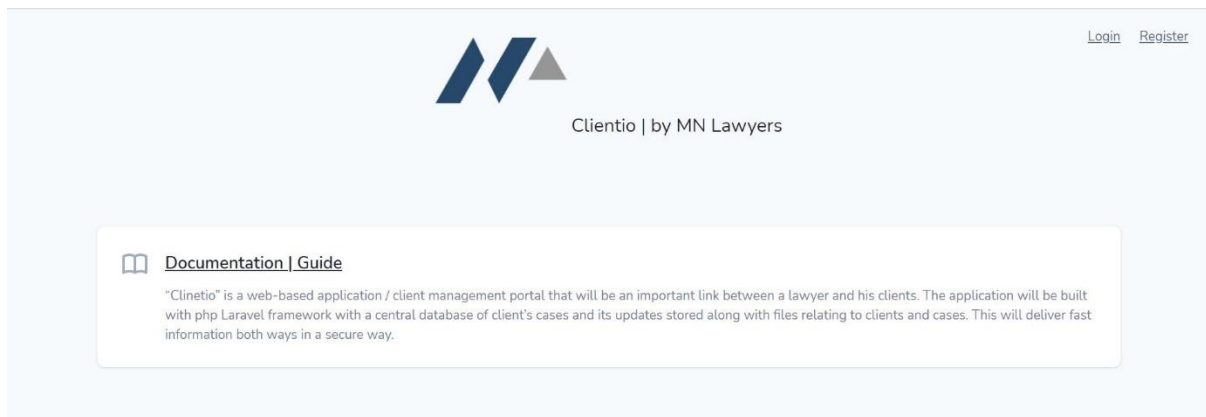 Login Register
Clientio | by MN Lawyers
Documentation | Guide
“Clinetio” is a web-based application / client management portal that will be an important link between a lawyer and his clients. The application will be built
with php Laravel framework with a central database of client’s cases and its updates stored along with files relating to clients and cases. This will deliver fast
information both ways in a secure way.